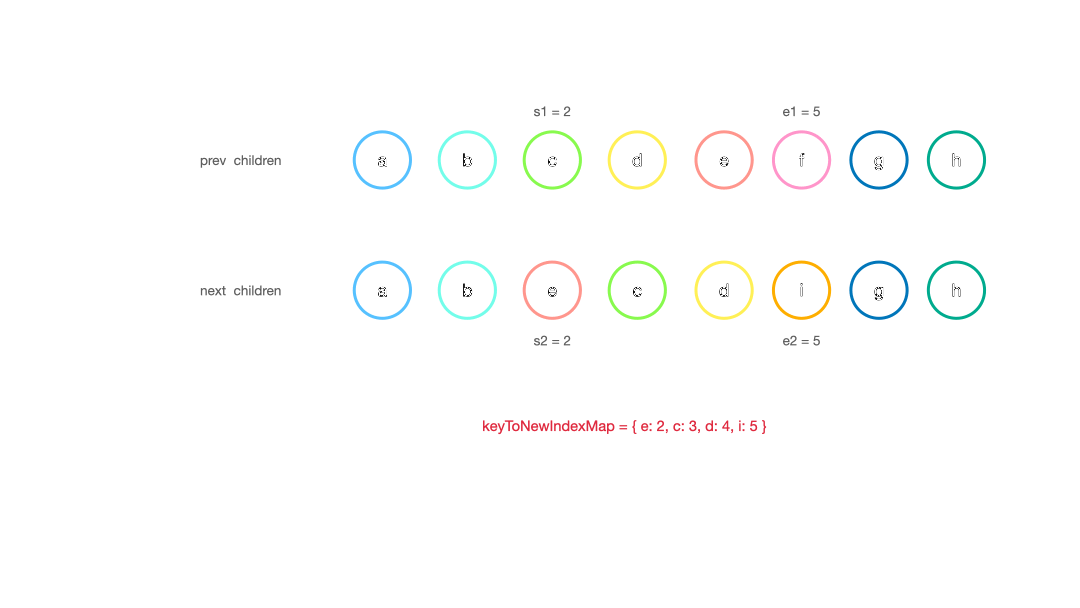 s1 = 2 e1 = 5
prev children a b c d e f g h
next children a b e c d i g h
s2 = 2 e2 = 5
keyToNewIndexMap = { e: 2, c: 3, d: 4, i: 5 }